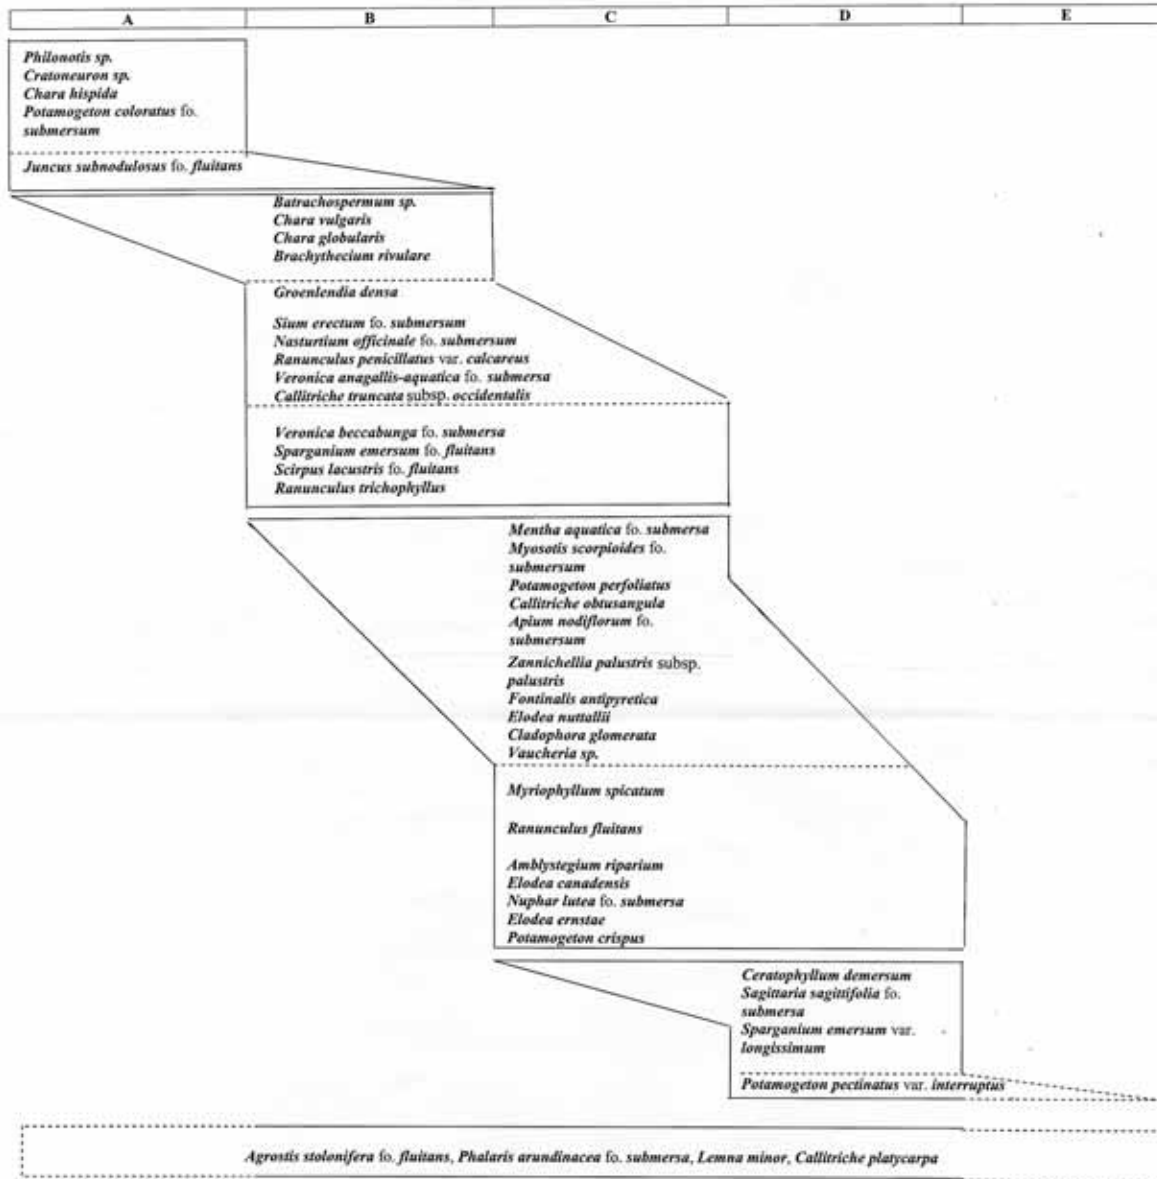 A B C D E
Philonotis sp.
Cratoneuron sp.
Chara hispida
Potamogeton coloratus fo.
submersum
Juncus subnodulosus fo. fluitans
Batrachospermum sp.
Chara vulgaris
Chara globularis
Brachythecium rivulare
Groenlendia densa
Sium erectum fo. submersum
Nasturtium officinale fo. submersum
Ranunculus penicillatus var. calcareus
Veronica anagallis-aquatica fo. submersa
Callitriche truncata subsp. occidentalis
Veronica beccabunga fo. submersa
Sparganium emersum fo. fluitans
Scirpus lacustris fo. fluitans
Ranunculus trichophyllus
Mentha aquatica fo. submersa
Myosotis scorpioides fo.
submersum
Potamogeton perfoliatus
Callitriche obtusangula
Apium nodiflorum fo.
submersum
Zannichellia palustris subsp.
palustris
Fontinalis antipyretica
Elodea nuttallii
Cladophora glomerata
Vaucheria sp.
Myriophyllum spicatum
Ranunculus fluitans
Amblystegium riparium
Elodea canadensis
Nuphar lutea fo. submersa
Elodea ernstae
Potamogeton crispus
Ceratophyllum demersum
Sagittaria sagittifolia fo.
submersa
Sparganium emersum var.
longissimum
Potamogeton pectinatus var. interruptus
Agrostis stolonifera fo. fluitans, Phalaris arundinacea fo. submersa, Lemna minor, Callitriche platycarpa